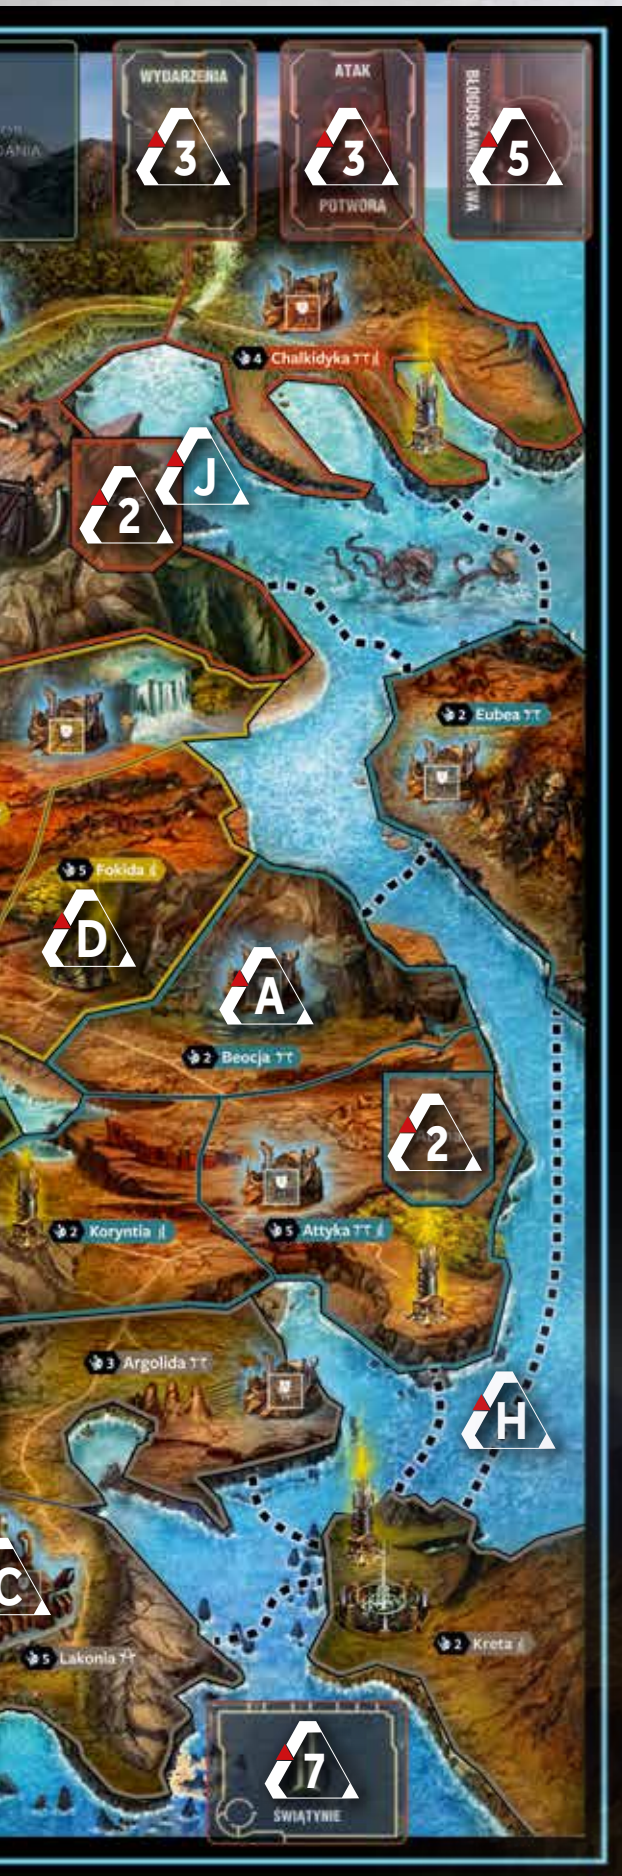 WYDARZENIA
3
ATAK
3
POTWORA
5
4 Chalkidyka
J
2
2 Eubea
5 Fokida
D
A
2 Beocja
2
2 Koryntia
5 Attyka
3 Argolida
H
C
5 Lakonia
2 Kreta
7
ŚWIĄTYNIE